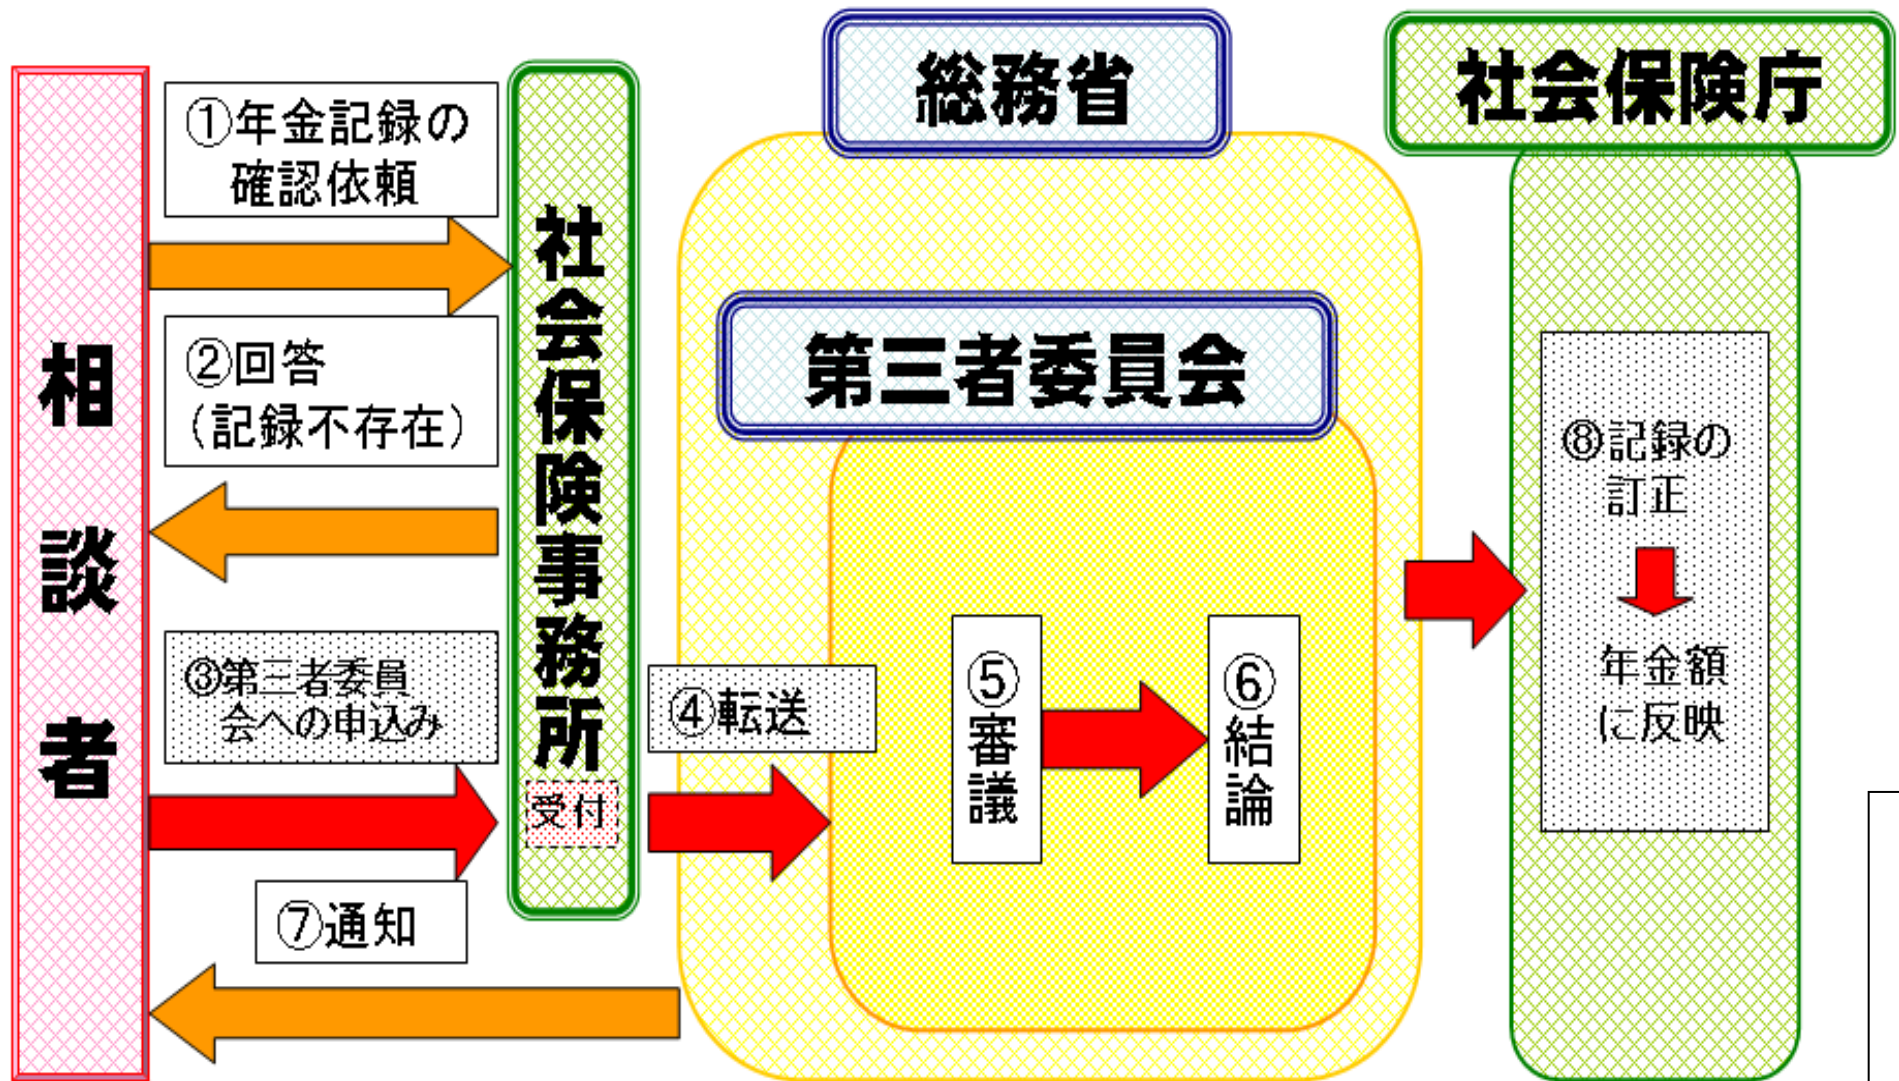 総務省
社会保険庁
相談者
①年金記録の
確認依頼
②回答
（記録不存在）
③第三者委員
会への申込み
社会保険事務所
受付
④転送
第三者委員会
⑤審議
⑥結論
⑦通知
⑧記録の
訂正
年金額
に反映